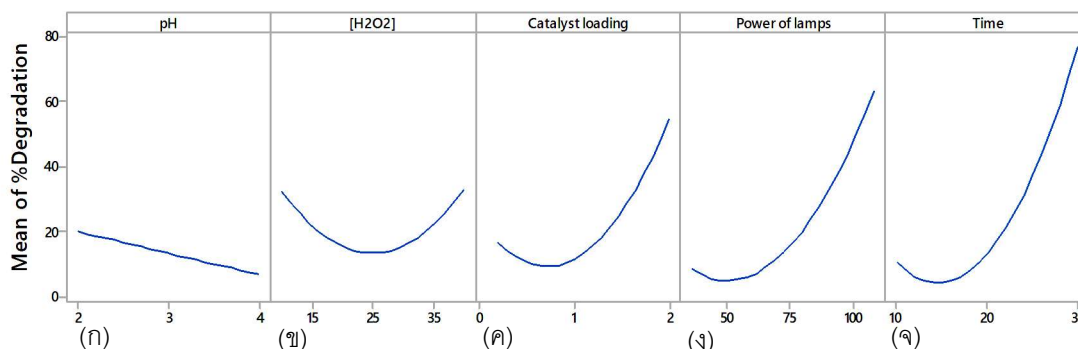 pH [H2O2] Catalyst loading Power of lamps Time
Mean of %Degradation
80
60
40
20
0
2 3 4 15 25 35 0 1 2 50 75 100 10 20 3
(ก) (ข) (ค) (ง) (จ)